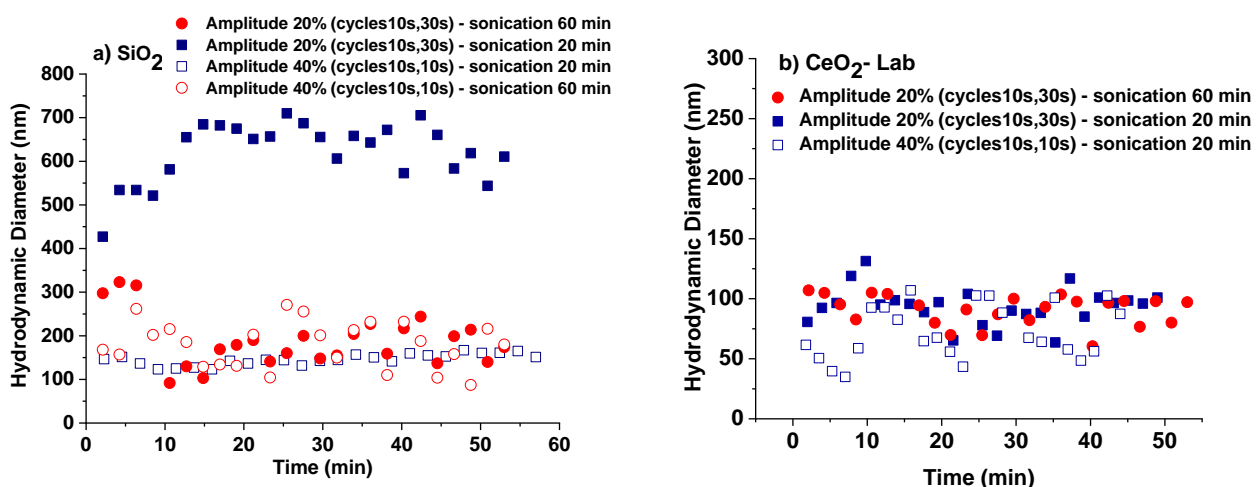 Amplitude 20% (cycles10s,30s) - sonication 60 min
Amplitude 20% (cycles10s,30s) - sonication 20 min
Amplitude 40% (cycles10s,10s) - sonication 20 min
Amplitude 40% (cycles10s,10s) - sonication 60 min
a) SiO2
800
700
600
500
400
300
200
100
0
Hydrodynamic Diameter (nm)
0 10 20 30 40 50 60
Time (min)
b) CeO2- Lab
Amplitude 20% (cycles10s,30s) - sonication 60 min
Amplitude 20% (cycles10s,30s) - sonication 20 min
Amplitude 40% (cycles10s,10s) - sonication 20 min
300
250
200
150
100
50
0
Hydrodynamic Diameter (nm)
0 10 20 30 40 50
Time (min)